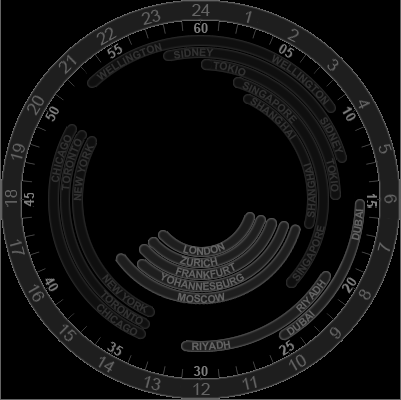 24
1
2
3
4
5
6
7
8
9
10
11
12
13
14
15
16
17
18
19
20
21
22
23
60
05
10
15
20
25
30
35
40
45
50
55
WELLINGTON
WELLINGTON
SiDNEY
SiDNEY
TOKIO
TOKIO
SINGAPORE
SINGAPORE
SHANGHAI
SHANGHAI
CHICAGO
TORONTO
NEW YORK
NEW YORK
TORONTO
CHICAGO
LONDON
ZURICH
FRANKFURT
YOHANNESBURG
MOSCOW
DUBAI
DUBAI
RIYADH
RIYADH